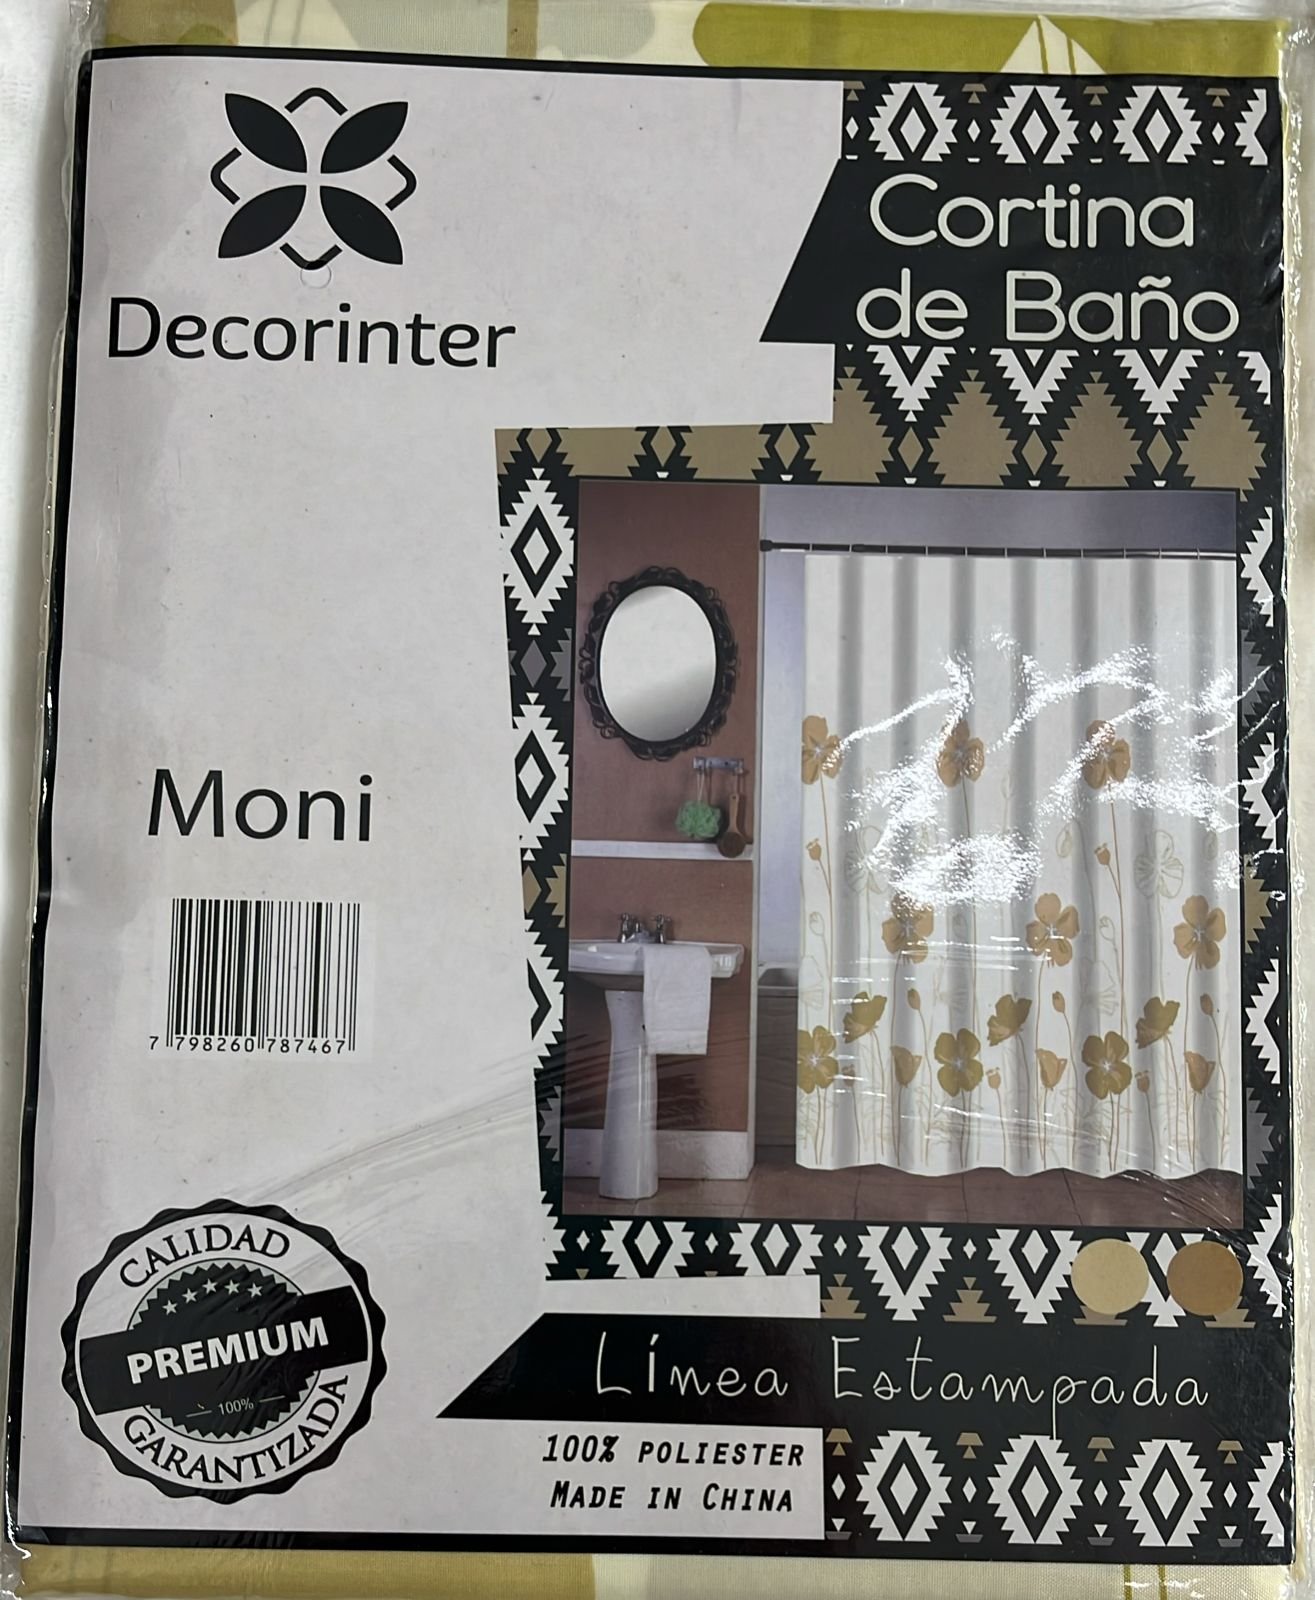 Decorinter
Cortina
de Baño
Moni
7 798260 787467
CALIDAD
PREMIUM
100%
GARANTIZADA
Línea Estampada
100% POLIESTER
MADE IN CHINA